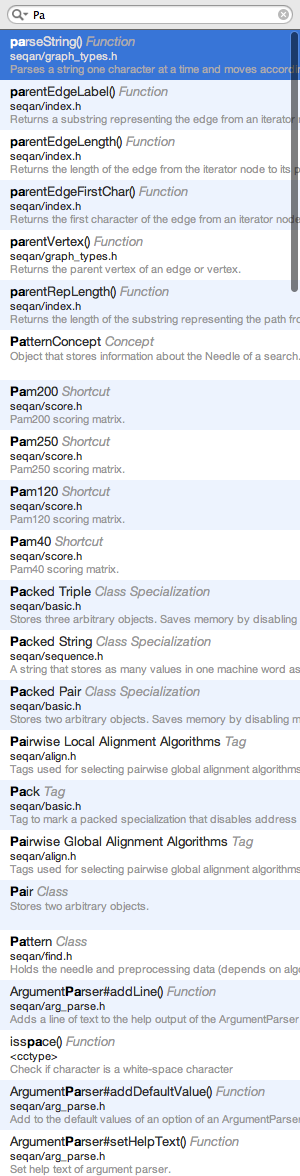 Pa
parseString() Function
seqan/graph_types.h
Parses a string one character at a time and moves accordi
parentEdgeLabel() Function
seqan/index.h
Returns a substring representing the edge from an iterator
parentEdgeLength() Function
seqan/index.h
Returns the length of the edge from the iterator node to its p
parentEdgeFirstChar() Function
seqan/index.h
Returns the first character of the edge from an iterator node
parentVertex() Function
seqan/graph_types.h
Returns the parent vertex of an edge or vertex.
parentRepLength() Function
seqan/index.h
Returns the length of the substring representing the path fro
PatternConcept Concept
Object that stores information about the Needle of a search.
Pam200 Shortcut
seqan/score.h
Pam200 scoring matrix.
Pam250 Shortcut
seqan/score.h
Pam250 scoring matrix.
Pam120 Shortcut
seqan/score.h
Pam120 scoring matrix.
Pam40 Shortcut
seqan/score.h
Pam40 scoring matrix.
Packed Triple Class Specialization
seqan/basic.h
Stores three arbitrary objects. Saves memory by disabling
Packed String Class Specialization
seqan/sequence.h
A string that stores as many values in one machine word as
Packed Pair Class Specialization
seqan/basic.h
Stores two arbitrary objects. Saves memory by disabling m
Pairwise Local Alignment Algorithms Tag
seqan/align.h
Tags used for selecting pairwise global alignment algorithms
Pack Tag
seqan/basic.h
Tag to mark a packed specialization that disables address
Pairwise Global Alignment Algorithms Tag
seqan/align.h
Tags used for selecting pairwise global alignment algorithms
Pair Class
Stores two arbitrary objects.
Pattern Class
seqan/find.h
Holds the needle and preprocessing data (depends on algo
ArgumentParser#addLine() Function
seqan/arg_parse.h
Adds a line of text to the help output of the ArgumentParser
isspace() Function
<cctype>
Check if character is a white-space character
ArgumentParser#addDefaultValue() Function
seqan/arg_parse.h
Add to the default values of an option of an ArgumentParser
ArgumentParser#setHelpText() Function
seqan/arg_parse.h
Set help text of argument parser.